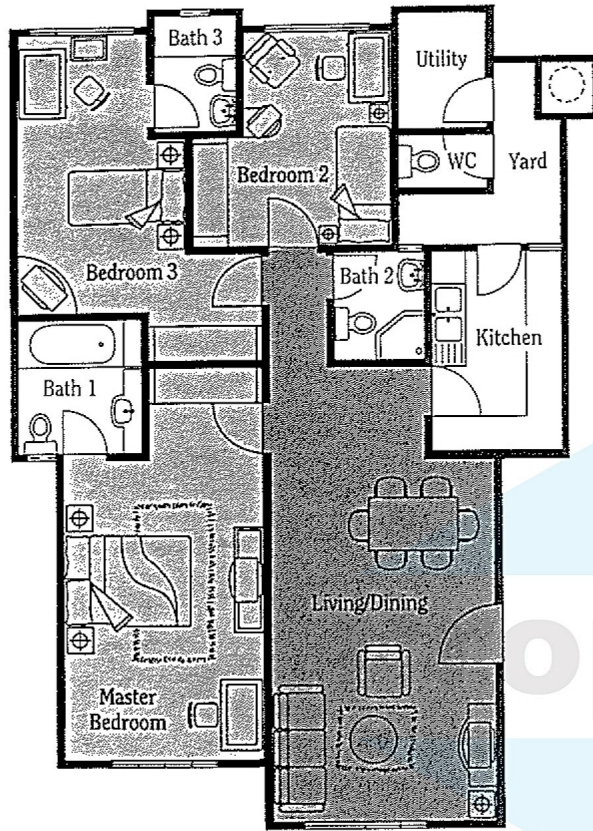 Bath 3
Utility
WC
Yard
Bedroom 2
Bedroom 3
Bath 2
Kitchen
Bath 1
Living/Dining
Master
Bedroom